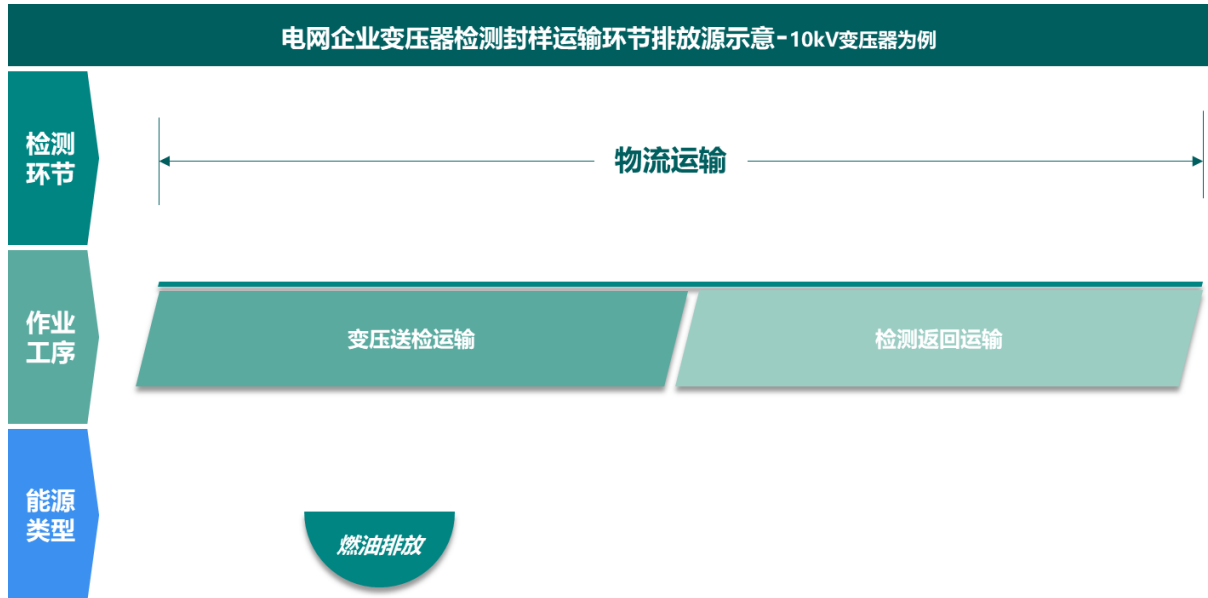 电网企业变压器检测封样运输环节排放源示意-10kV变压器为例
检测
环节
物流运输
作业
工序
变压送检运输
检测返回运输
能源
类型
燃油排放